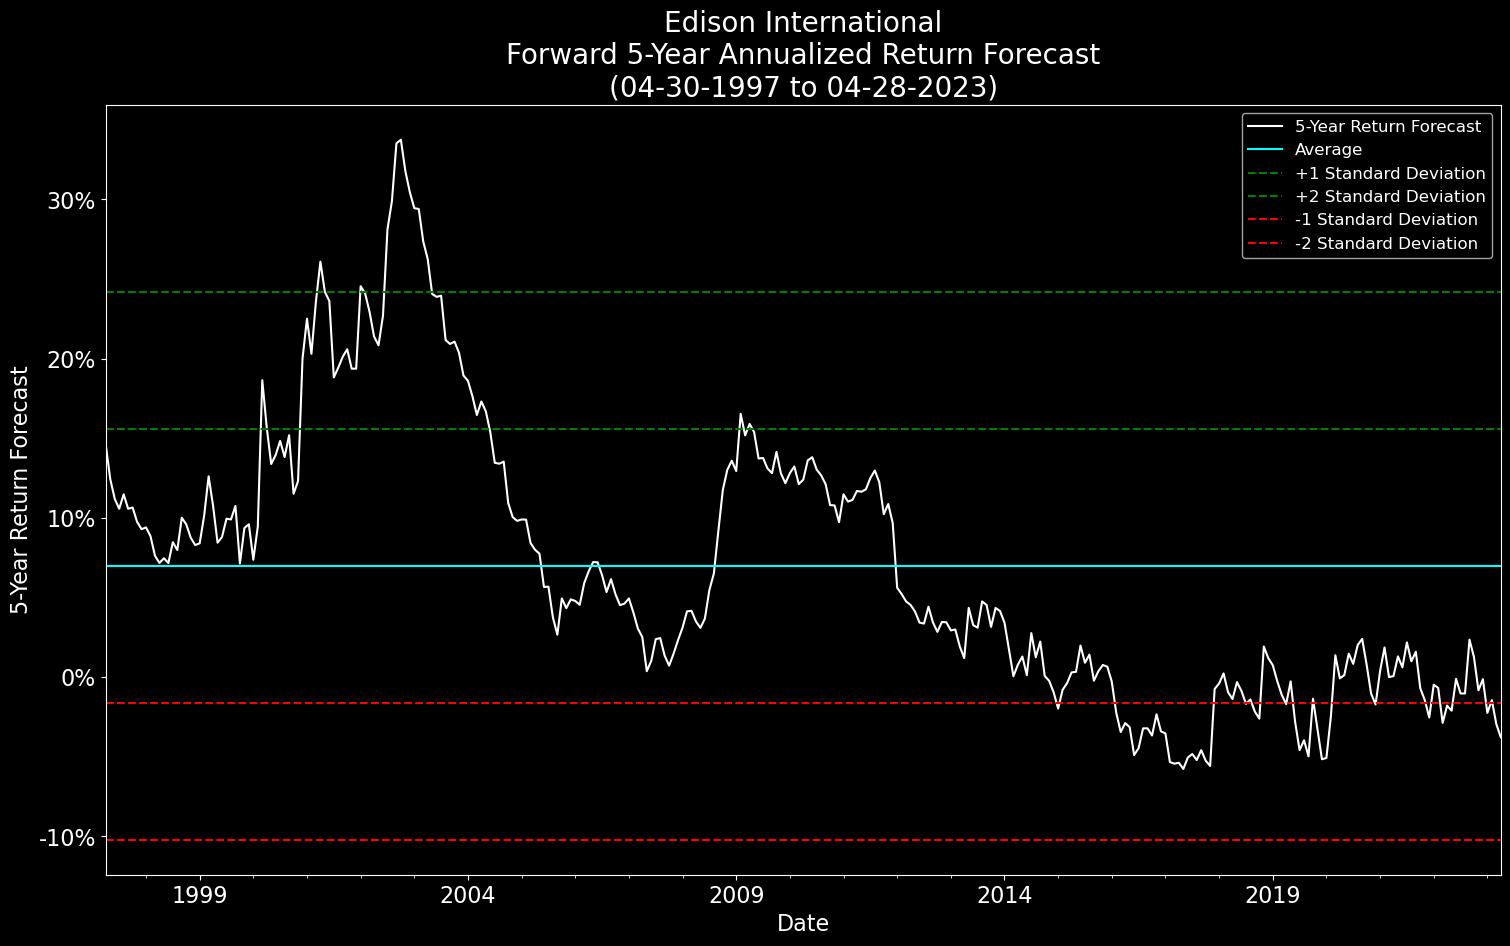 Edison International
Forward 5-Year Annualized Return Forecast
(04-30-1997 to 04-28-2023)
5-Year Return Forecast
Average
+1 Standard Deviation
+2 Standard Deviation
-1 Standard Deviation
-2 Standard Deviation
5-Year Return Forecast
30%
20%
10%
0%
-10%
1999 2004 2009 2014 2019
Date